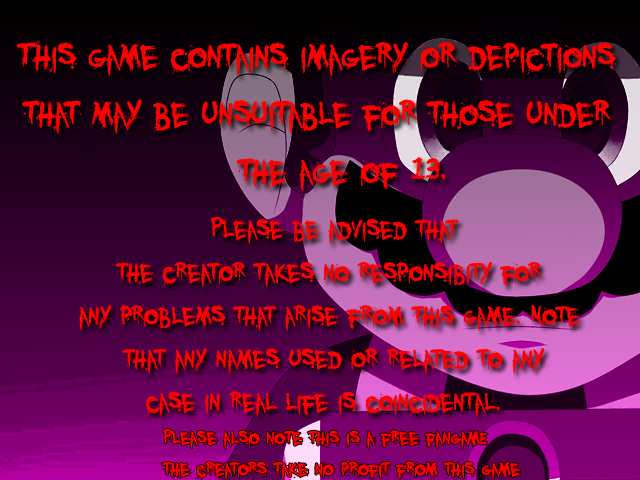 THIS GAME CONTAINS IMAGERY OR DEPICTIONS
THAT MAY BE UNSUITABLE FOR THOSE UNDER
THE AGE OF 13.
PLEASE BE ADVISED THAT
THE CREATOR TAKES NO RESPONSIBITY FOR
ANY PROBLEMS THAT ARISE FROM THIS GAME. NOTE
THAT ANY NAMES USED OR RELATED TO ANY
CASE IN REAL LIFE IS COINCIDENTAL.
PLEASE ALSO NOTE THIS IS A FREE FANGAME
THE CREATORS TAKE NO PROFIT FROM THIS GAME